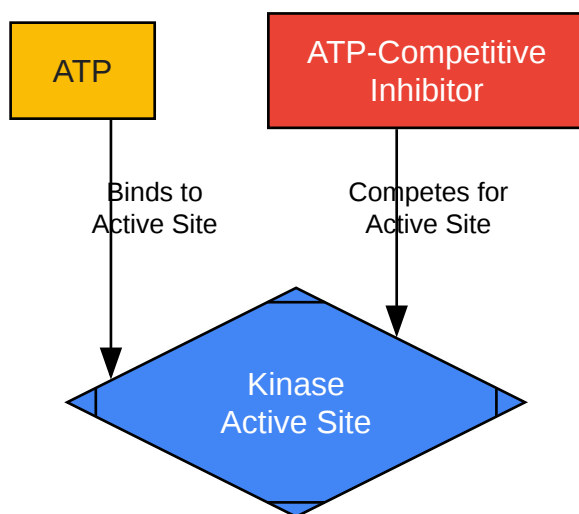 ATP
ATP-Competitive
Inhibitor
Binds to
Active Site
Competes for
Active Site
Kinase
Active Site